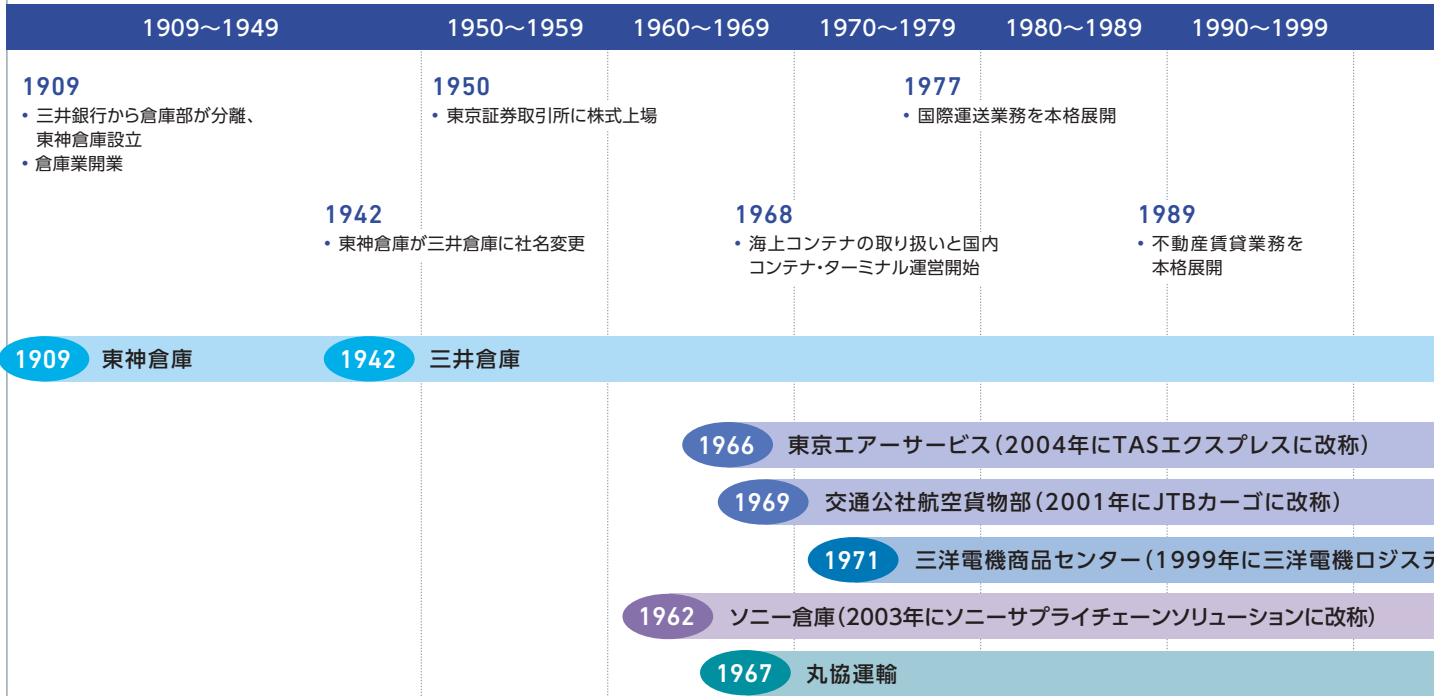 1909〜1949 1950〜1959 1960〜1969 1970〜1979 1980〜1989 1990〜1999
1909
• 三井銀行から倉庫部が分離、
東神倉庫設立
• 倉庫業開業
1950
• 東京証券取引所に株式上場
1977
• 国際運送業務を本格展開
1942
• 東神倉庫が三井倉庫に社名変更
1968
• 海上コンテナの取り扱いと国内
コンテナ・ターミナル運営開始
1989
• 不動産賃貸業務を
本格展開
1909 東神倉庫 1942 三井倉庫
1966 東京エアーサービス（2004年にTASエクスプレスに改称）
1969 交通公社航空貨物部（2001年にJTBカーゴに改称）
1971 三洋電機商品センター（1999年に三洋電機ロジステ
1962 ソニー倉庫（2003年にソニーサプライチェーンソリューションに改称）
1967 丸協運輸